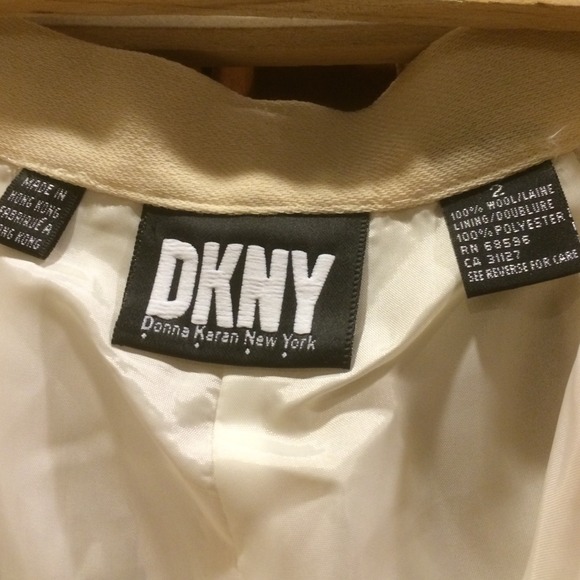 MADE IN
HONG KONG
FABRIQUE A
HONG KONG
DKNY
Donna Karan New York
2
100% WOOL/LAINE
LINING/DOUBLURE
100% POLYESTER
RN 68596
CA 31127
SEE REVERSE FOR CARE